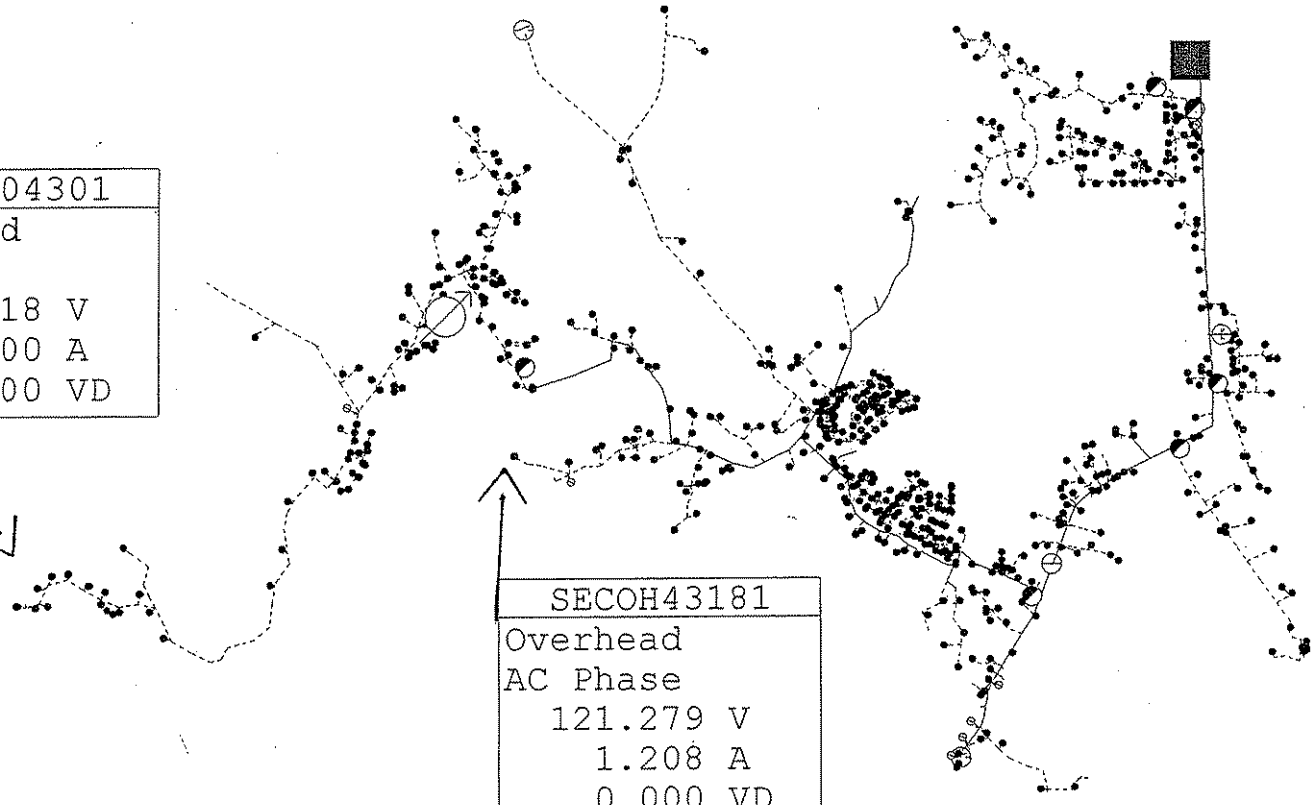 04301
d
18 V
00 A
00 VD
SECOH43181
Overhead
AC Phase
121.279 V
1.208 A
0.000 VD